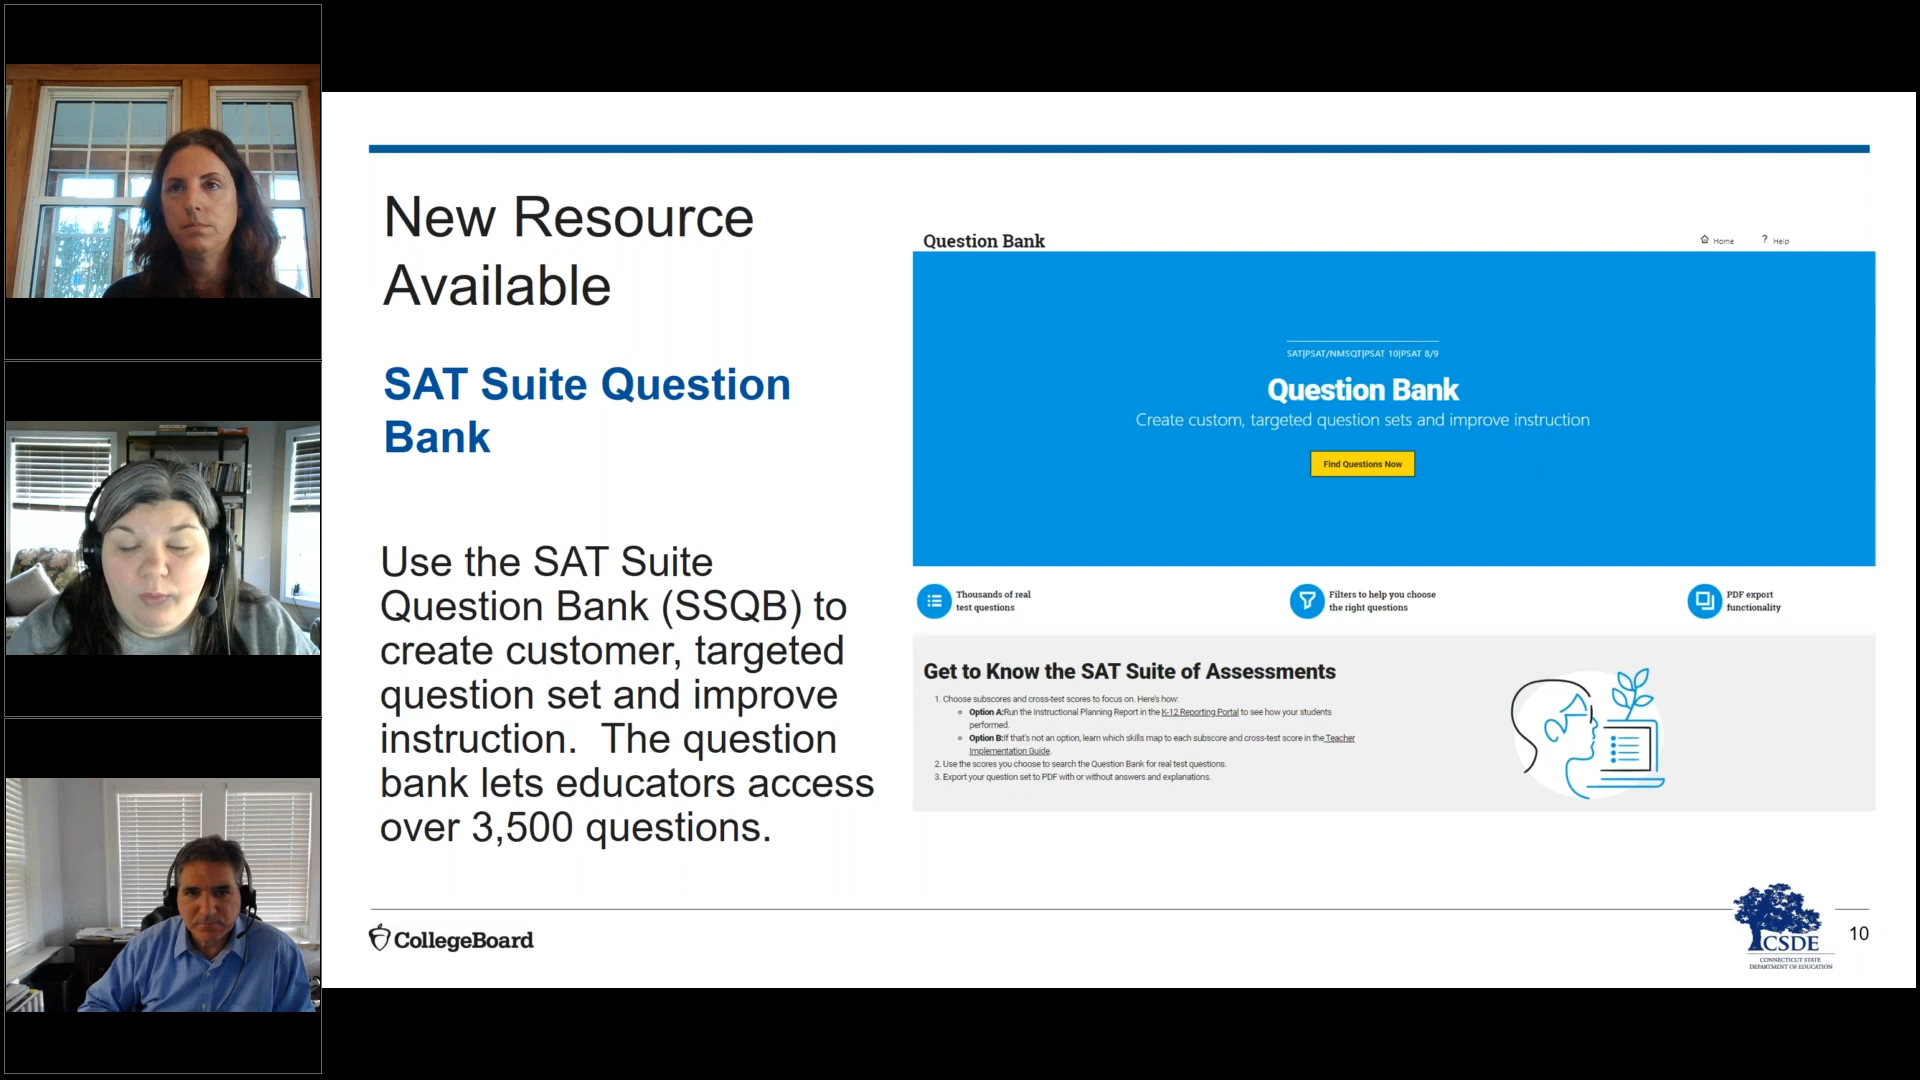 New Resource
Available
SAT Suite Question
Bank
Use the SAT Suite
Question Bank (SSQB) to
create customer, targeted
question set and improve
instruction.  The question
bank lets educators access
over 3,500 questions.
Question Bank
Home
? Help
SAT|PSAT/NMSQT|PSAT 10|PSAT 8/9
Question Bank
Create custom, targeted question sets and improve instruction
Find Questions Now
Thousands of real
test questions
Filters to help you choose
the right questions
PDF export
functionality
Get to Know the SAT Suite of Assessments
1. Choose subscores and cross-test scores to focus on. Here's how:
Option A:Run the Instructional Planning Report in the K-12 Reporting Portal to see how your students
performed.
Option B:If that's not an option, learn which skills map to each subscore and cross-test score in the Teacher
Implementation Guide.
2. Use the scores you choose to search the Question Bank for real test questions.
3. Export your question set to PDF with or without answers and explanations.
CollegeBoard
CSDE
CONNECTICUT STATE
DEPARTMENT OF EDUCATION
10